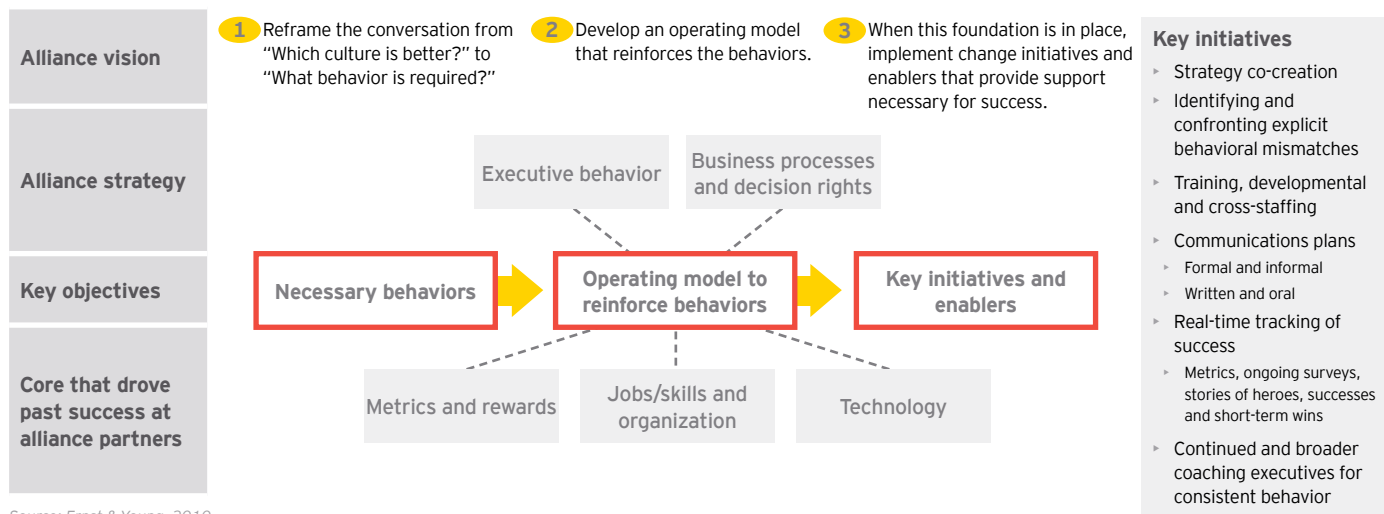 Alliance vision
Alliance strategy
Key objectives
Core that drove
past success at
alliance partners
1 Reframe the conversation from
“Which culture is better?” to
“What behavior is required?”
2 Develop an operating model
that reinforces the behaviors.
3 When this foundation is in place,
implement change initiatives and
enablers that provide support
necessary for success.
Executive behavior
Business processes
and decision rights
Necessary behaviors
Operating model to
reinforce behaviors
Key initiatives and
enablers
Metrics and rewards
Jobs/skills and
organization
Technology
Key initiatives
‣ Strategy co-creation
‣ Identifying and
confronting explicit
behavioral mismatches
‣ Training, developmental
and cross-staffing
‣ Communications plans
‣ Formal and informal
‣ Written and oral
‣ Real-time tracking of
success
‣ Metrics, ongoing surveys,
stories of heroes, successes
and short-term wins
‣ Continued and broader
coaching executives for
consistent behavior
Source: Ernst & Young, 2010